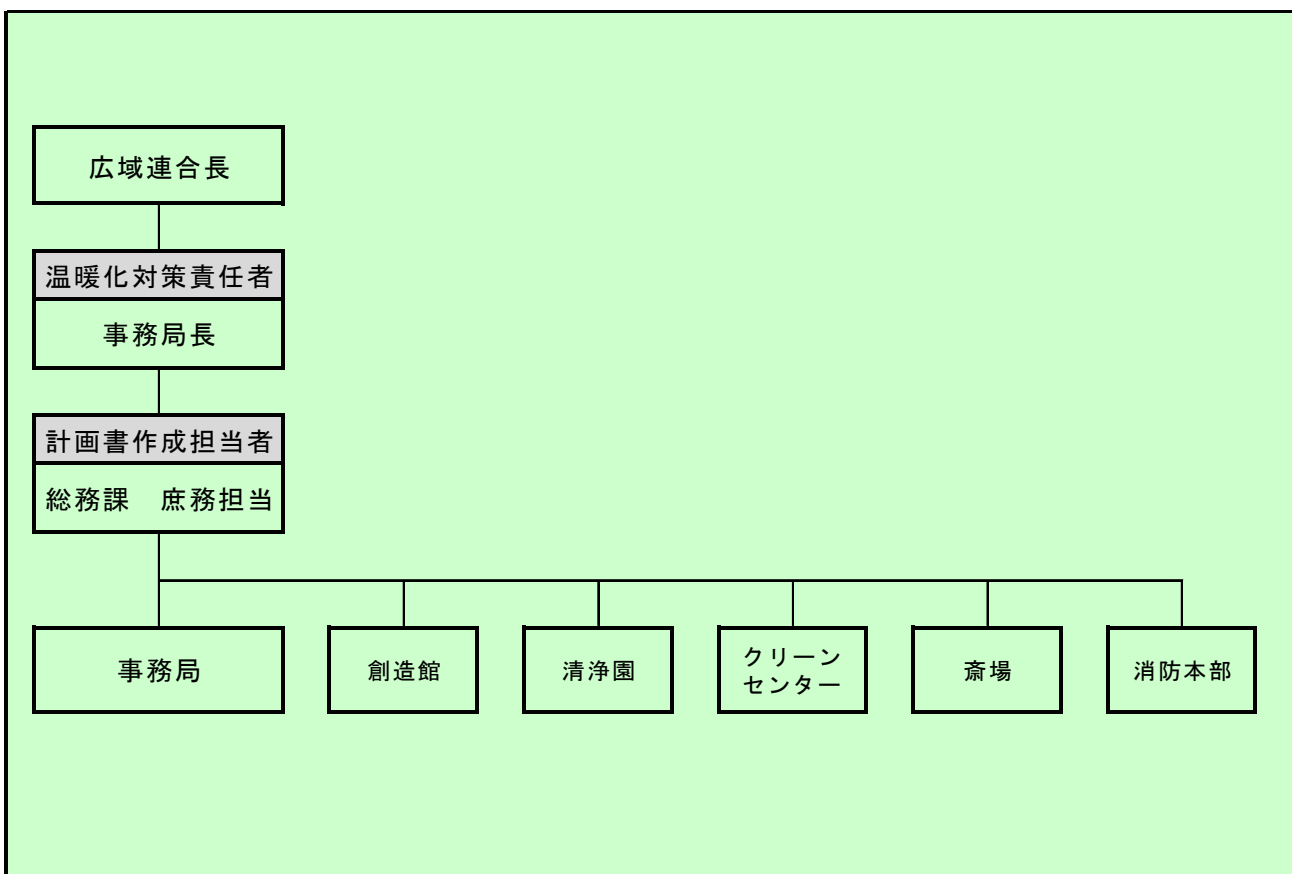 広域連合長
温暖化対策責任者
事務局長
計画書作成担当者
総務課　庶務担当
事務局
創造館
清浄園
クリーン
センター
斎場
消防本部